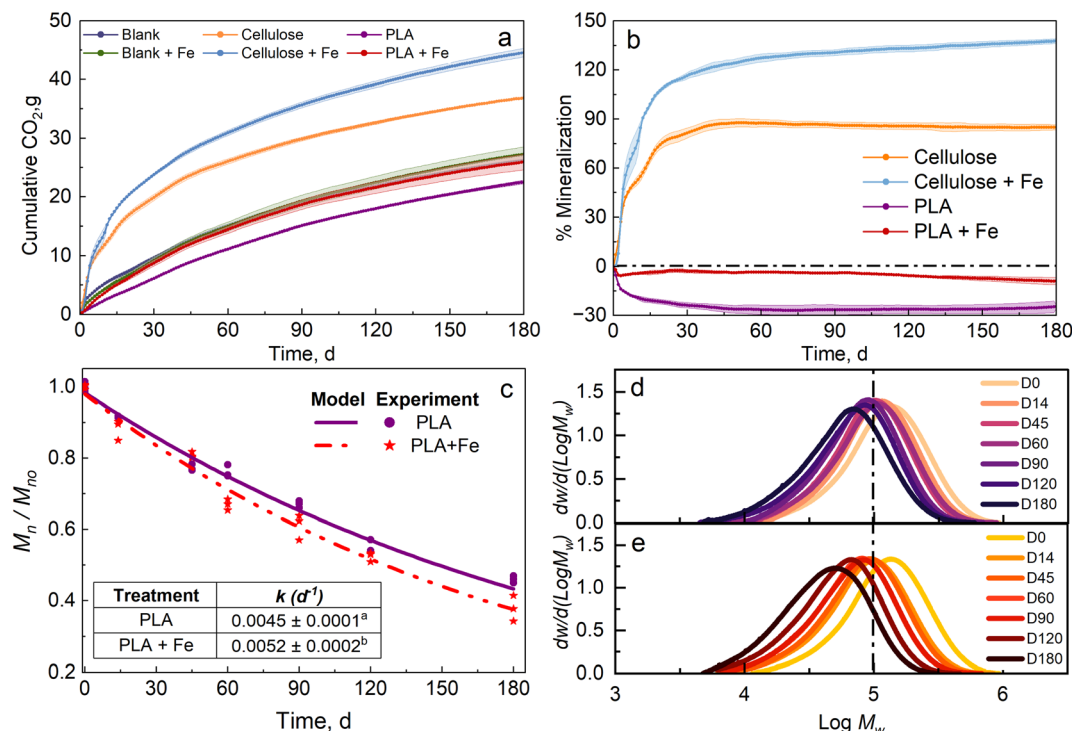 a
Blank Cellulose PLA
Blank + Fe Cellulose + Fe PLA + Fe
50
40
30
20
10
0
0 30 60 90 120 150 180
Cumulative CO₂,g
Time, d
b
150
120
90
60
30
0
−30
0 30 60 90 120 150 180
% Mineralization
Time, d
Cellulose
Cellulose + Fe
PLA
PLA + Fe
c
Model Experiment
PLA
PLA+Fe
1.0
0.8
0.6
0.4
0.2
0 30 60 90 120 150 180
Mn / Mno
Time, d
Treatment k (d⁻¹)
PLA 0.0045 ± 0.0001ᵃ
PLA + Fe 0.0052 ± 0.0002ᵇ
d
dw/d(LogMw)
1.5
1.0
0.5
0.0
D0
D14
D45
D60
D90
D120
D180
e
dw/d(LogMw)
1.5
1.0
0.5
0.0
D0
D14
D45
D60
D90
D120
D180
3 4 5 6
Log Mw